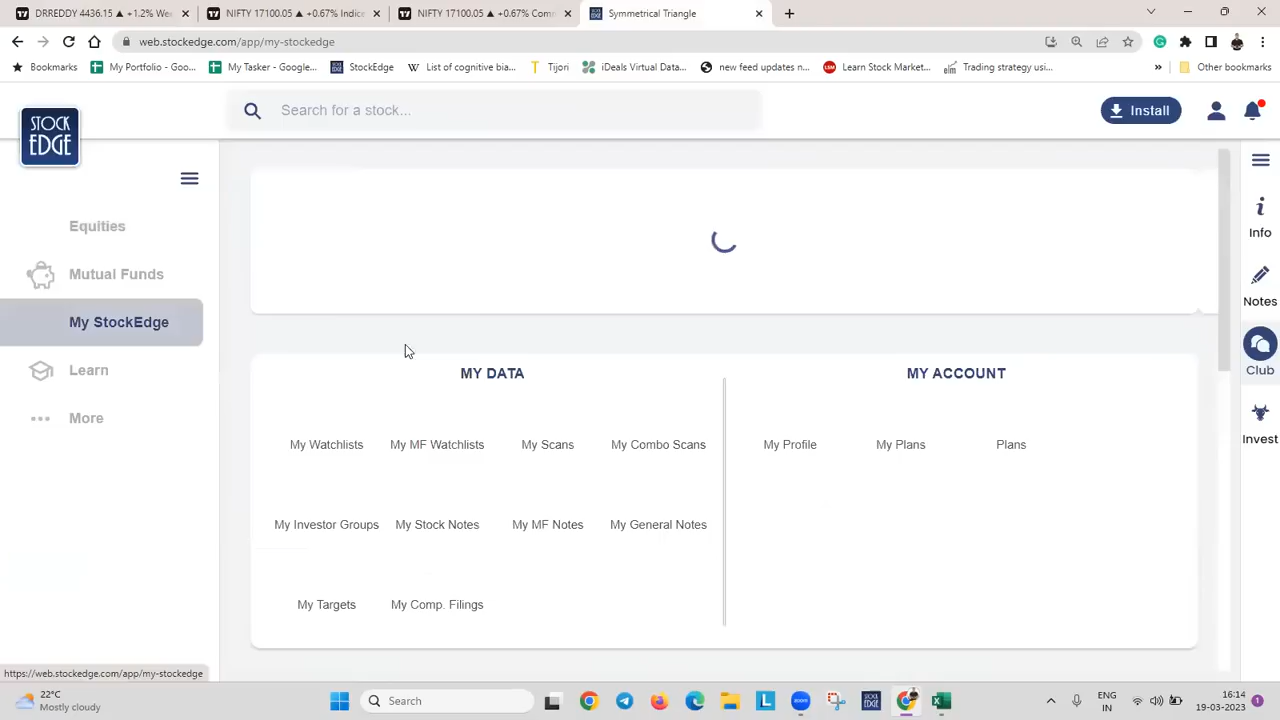 DRREDDY 4436.15 ▲ +1.2% Wee
NIFTY 17100.05 ▲ +0.67% Indic
NIFTY 17100.05 ▲ +0.67% Com
Symmetrical Triangle
web.stockedge.com/app/my-stockedge
Bookmarks
My Portfolio - Goo...
My Tasker - Google...
StockEdge
List of cognitive bia...
Tijori
iDeals Virtual Data...
new feed updates n...
Learn Stock Market...
Trading strategy usi...
»
Other bookmarks
STOCK
EDGE
Search for a stock...
Install
Equities
Mutual Funds
My StockEdge
Learn
More
MY DATA
My Watchlists
My MF Watchlists
My Scans
My Combo Scans
My Investor Groups
My Stock Notes
My MF Notes
My General Notes
My Targets
My Comp. Filings
MY ACCOUNT
My Profile
My Plans
Plans
Info
Notes
Club
Invest
https://web.stockedge.com/app/my-stockedge
22°C
Mostly cloudy
Search
ENG
IN
16:14
19-03-2023
1